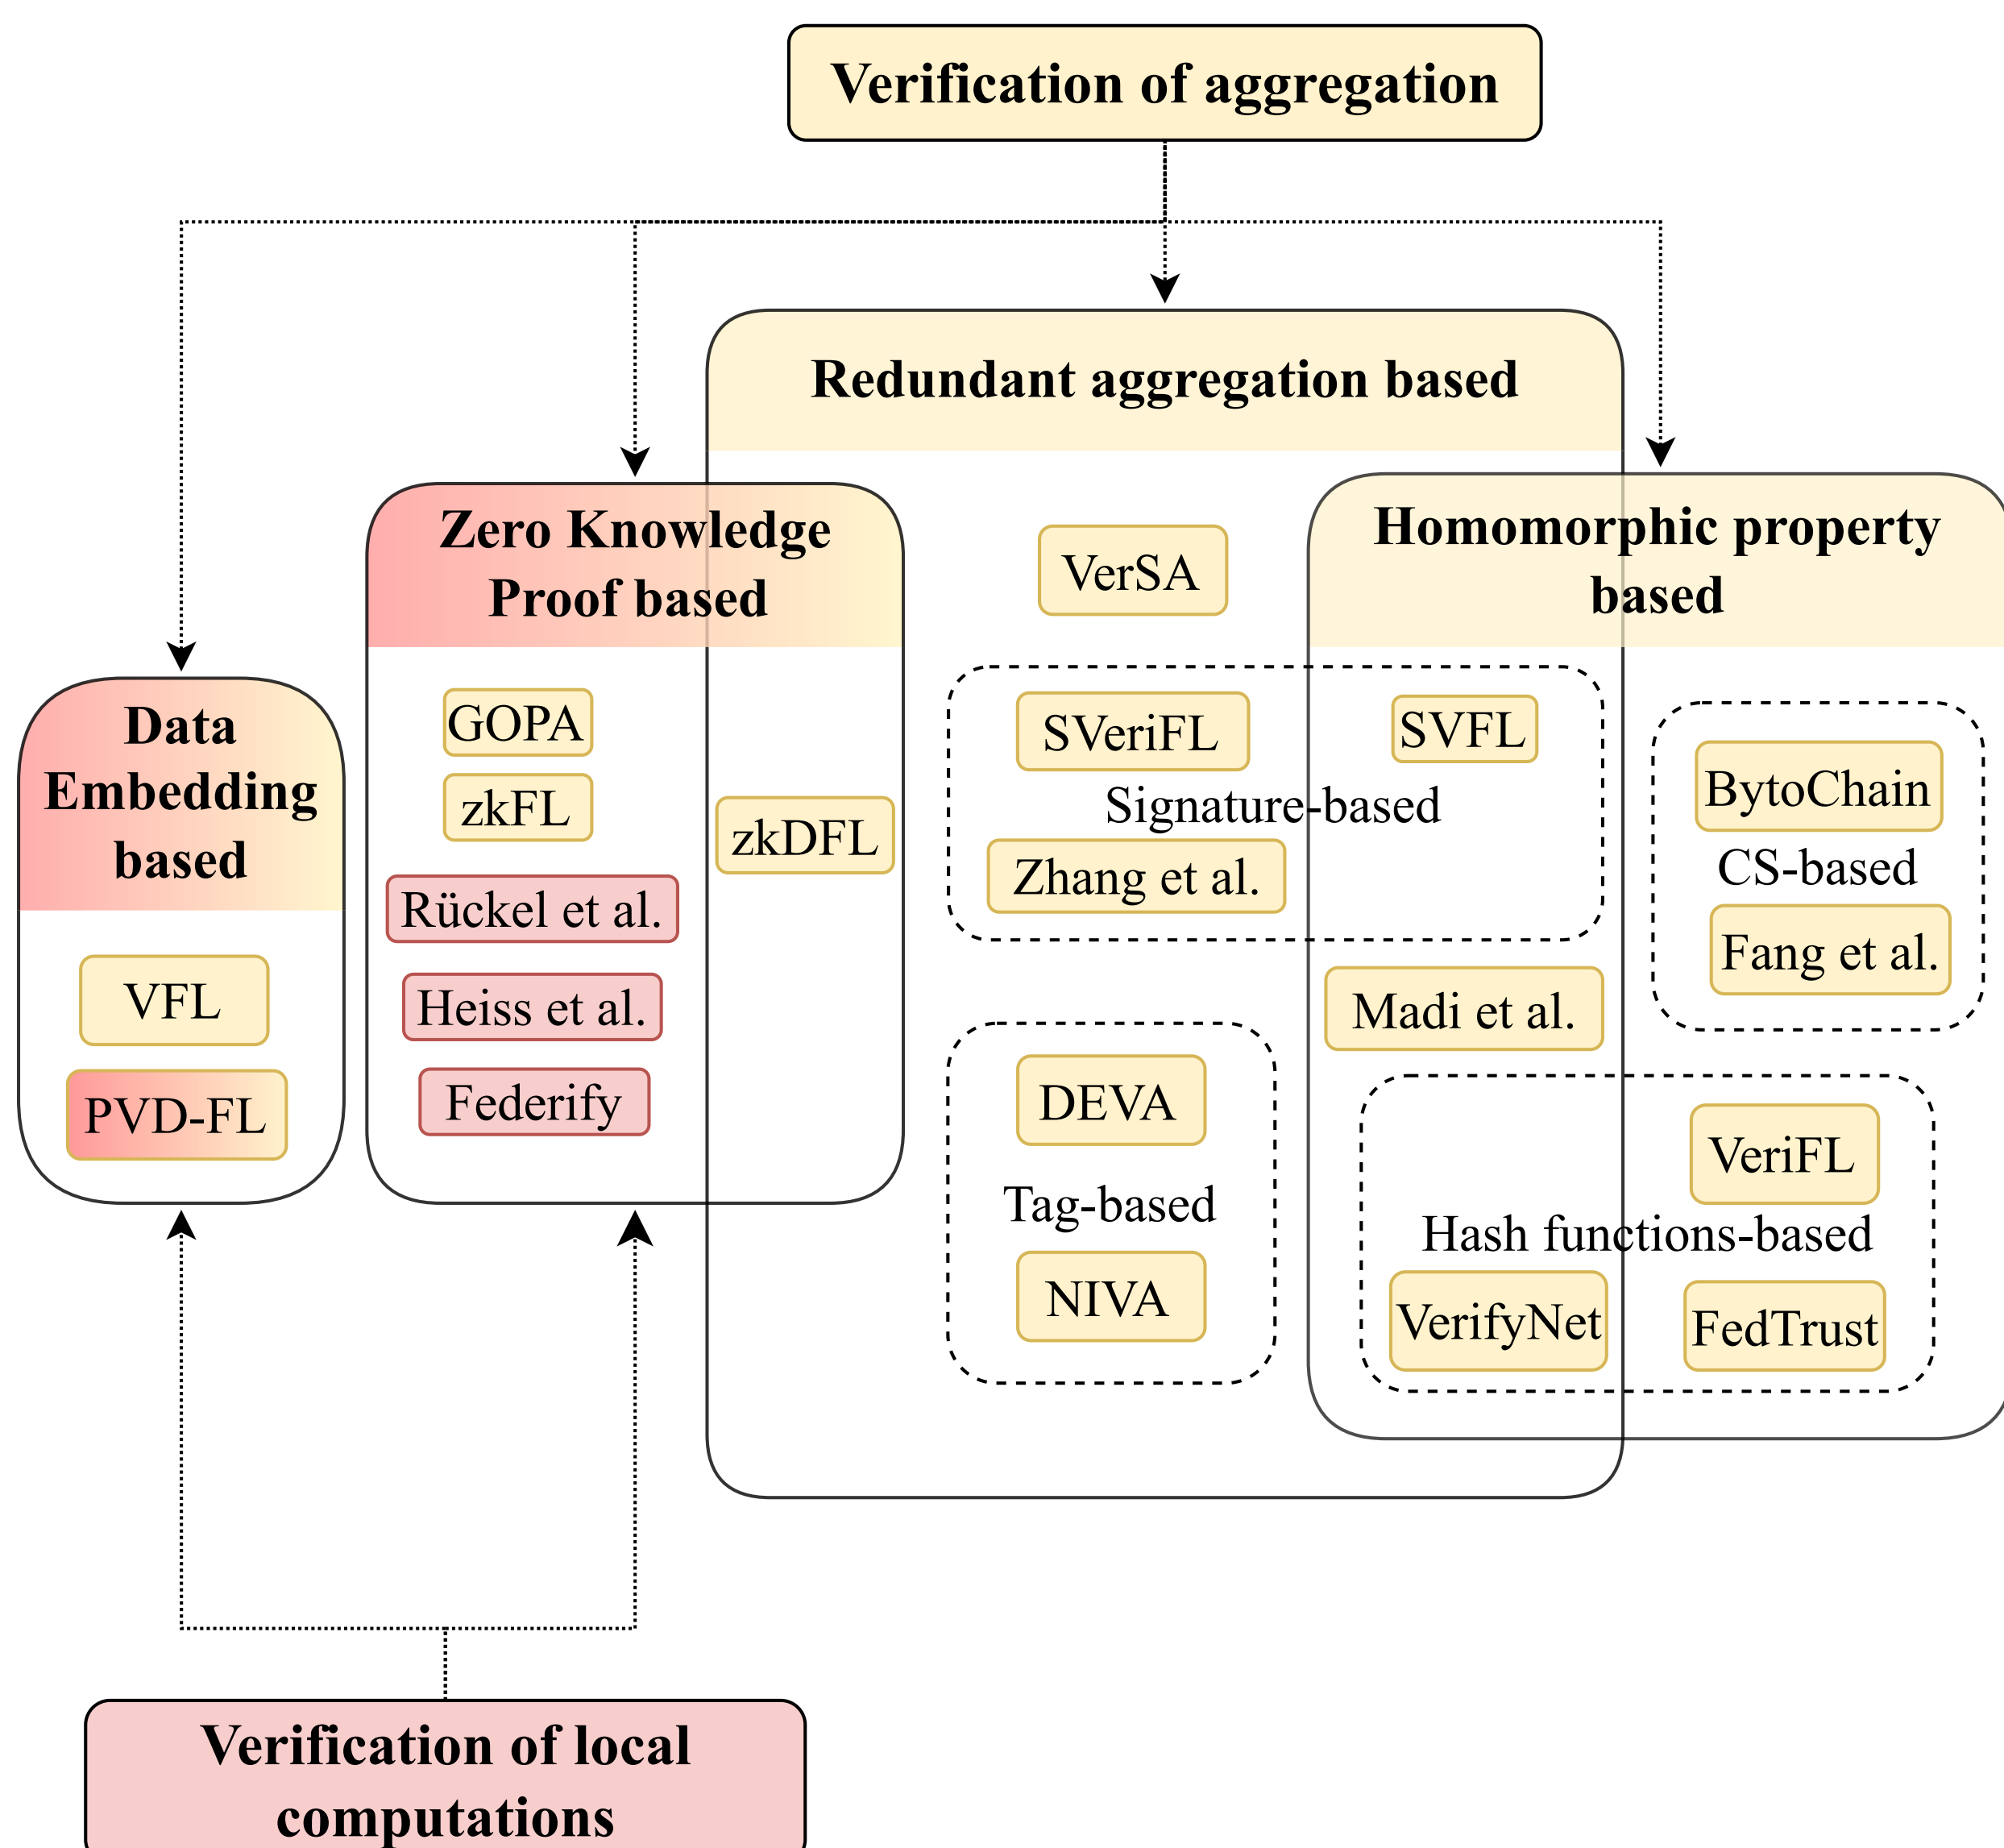 Verification of aggregation
Redundant aggregation based
Zero Knowledge
Proof based
Homomorphic property
based
Data
Embedding
based
VFL
PVD-FL
GOPA
zkFL
Rückel et al.
Heiss et al.
Federify
zkDFL
VerSA
SVeriFL
SVFL
Signature-based
Zhang et al.
BytoChain
CS-based
Fang et al.
Madi et al.
DEVA
Tag-based
NIVA
VeriFL
Hash functions-based
VerifyNet
FedTrust
Verification of local
computations